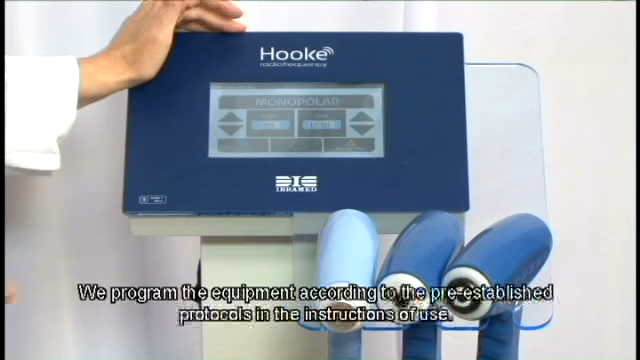 Hooke
radiofrequency
MONOPOLAR
IBRAMED
We program the equipment according to the pre-established
protocols in the instructions of use.